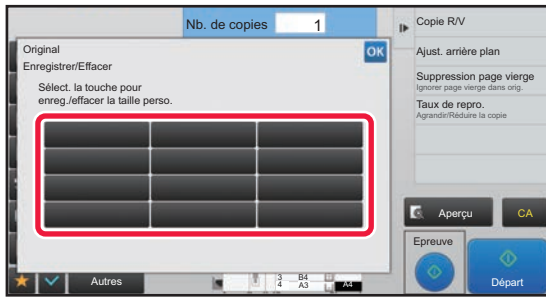 Nb. de copies 1
Original
OK
Enregistrer/Effacer
Sélect. la touche pour
enreg./effacer la taille perso.
Copie R/V
Ajust. arrière plan
Suppression page vierge
Ignorer page vierge dans orig.
Taux de repro.
Agrandir/Réduire la copie
Aperçu
CA
Epreuve
Départ
Autres
3 B4
4 A3
A4